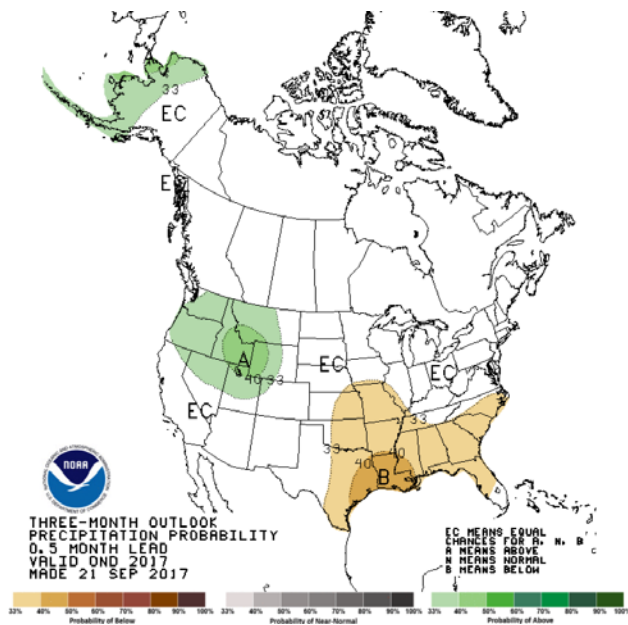 33
EC
EC
A
40 33
EC
EC
EC
33
33
40
40
B
NOAA
THREE-MONTH OUTLOOK
PRECIPITATION PROBABILITY
0.5 MONTH LEAD
VALID OND 2017
MADE 21 SEP 2017
EC MEANS EQUAL
CHANCES FOR A, N, B
A MEANS ABOVE
N MEANS NORMAL
B MEANS BELOW
33% 40% 50% 60% 70% 80% 90% 100%
Probability of Below
33% 40% 50% 60% 70% 80% 90% 100%
Probability of Near-Normal
33% 40% 50% 60% 70% 80% 90% 100%
Probability of Above